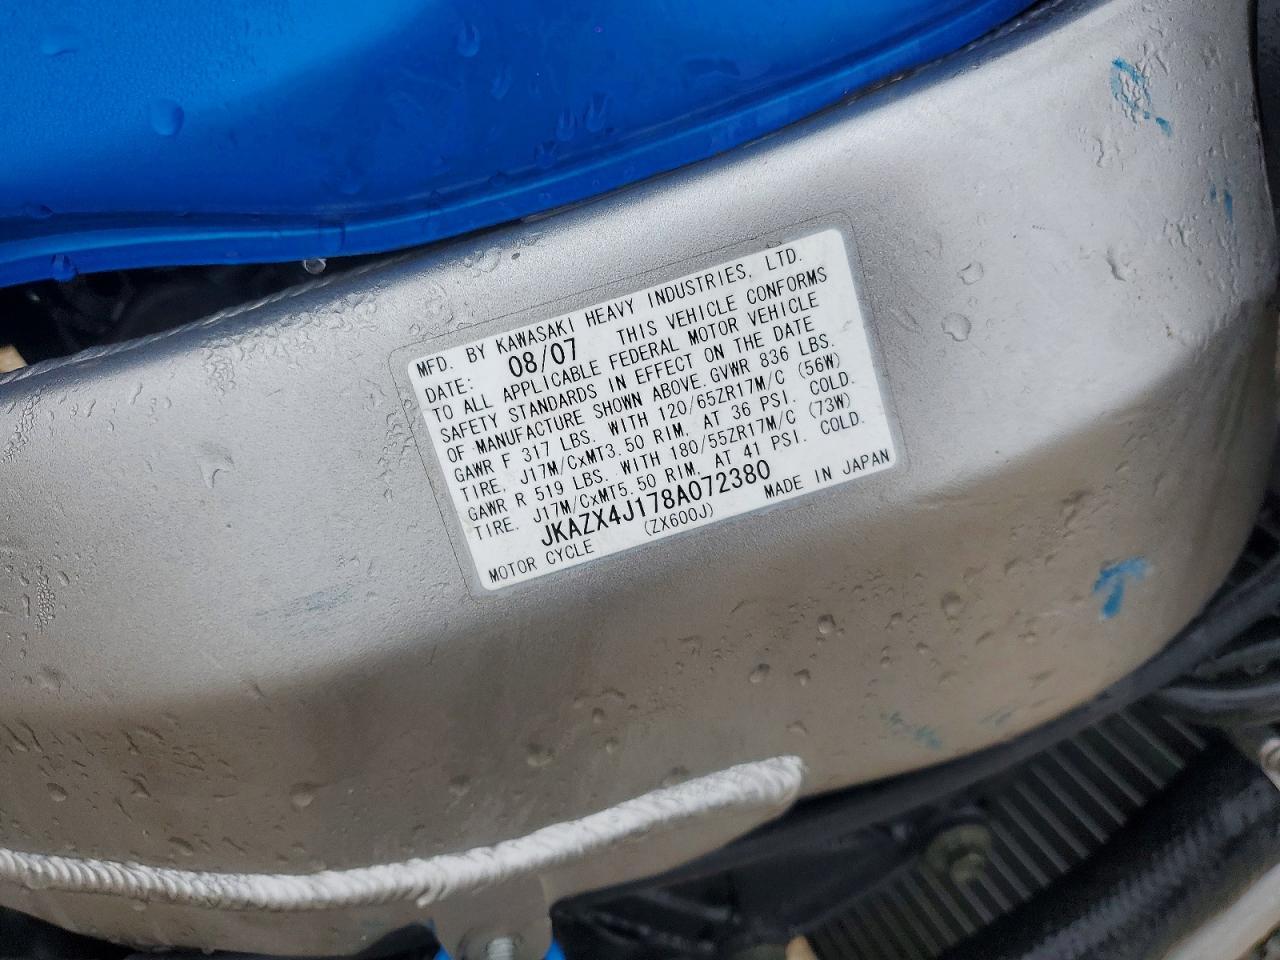 MFD. BY KAWASAKI HEAVY INDUSTRIES, LTD.
DATE: 08/07 THIS VEHICLE CONFORMS
TO ALL APPLICABLE FEDERAL MOTOR VEHICLE
SAFETY STANDARDS IN EFFECT ON THE DATE
OF MANUFACTURE SHOWN ABOVE. GVWR 836 LBS.
GAWR F 317 LBS. WITH 120/65ZR17M/C (56W)
TIRE, J17M/CxMT3.50 RIM, AT 36 PSI. COLD.
GAWR R 519 LBS. WITH 180/55ZR17M/C (73W)
TIRE, J17M/CxMT5.50 RIM, AT 41 PSI. COLD.
JKAZX4J178A072380
MOTOR CYCLE (ZX600J) MADE IN JAPAN